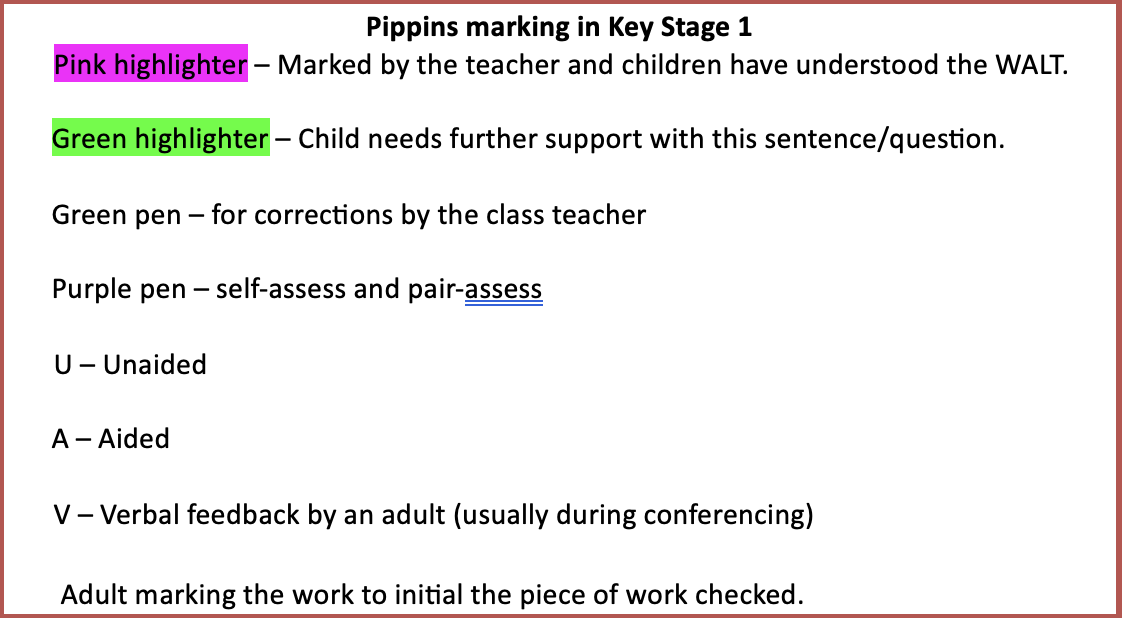 Pippins marking in Key Stage 1
Pink highlighter – Marked by the teacher and children have understood the WALT.
Green highlighter – Child needs further support with this sentence/question.
Green pen – for corrections by the class teacher
Purple pen – self-assess and pair-assess
U – Unaided
A – Aided
V – Verbal feedback by an adult (usually during conferencing)
Adult marking the work to initial the piece of work checked.